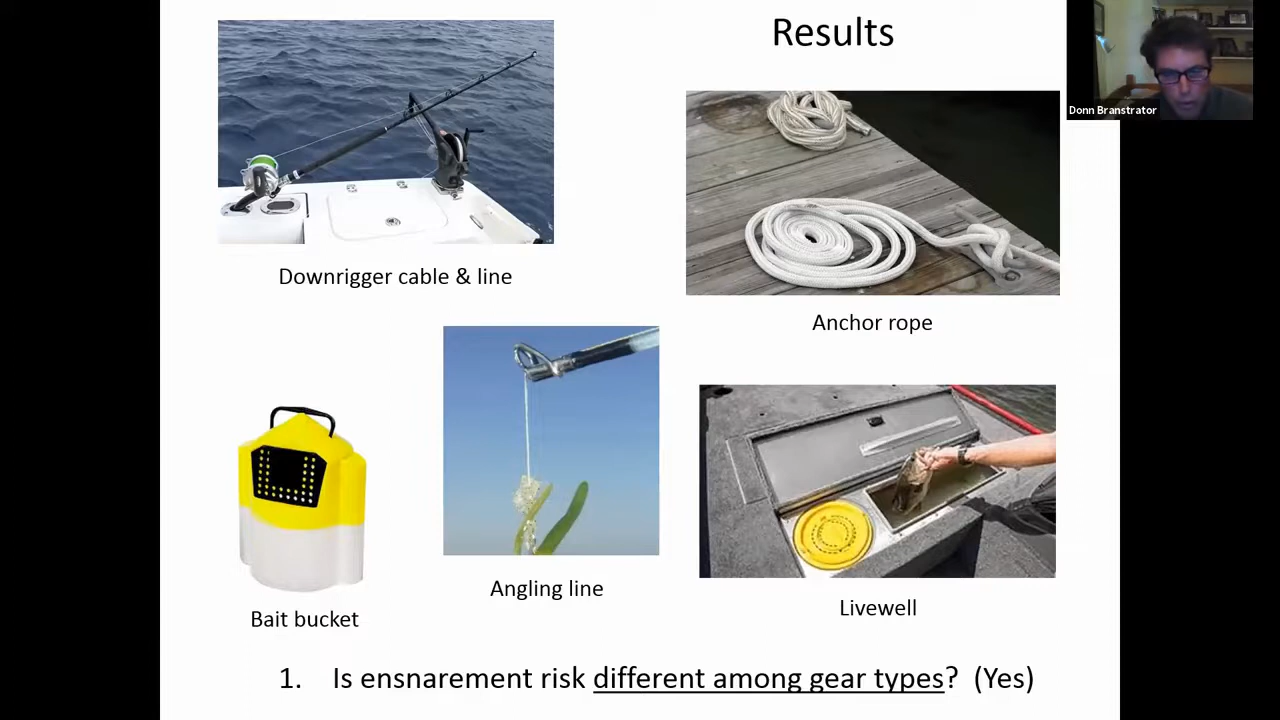 Results
Donn Branstrator
Downrigger cable & line
Anchor rope
Angling line
Livewell
Bait bucket
1. Is ensnarement risk different among gear types? (Yes)